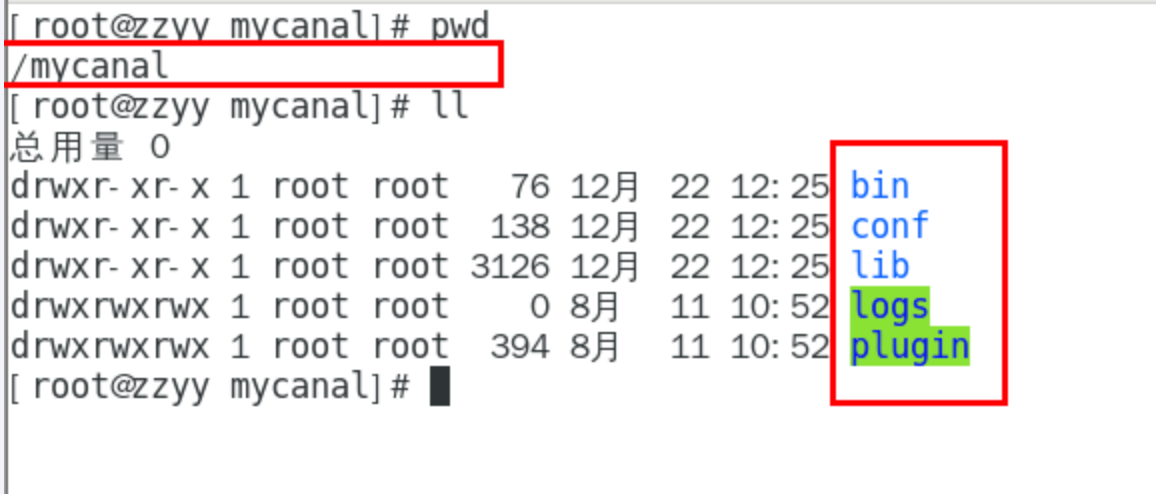 [root@zzyy mycanal]# pwd
/mycanal
[root@zzyy mycanal]# ll
总用量 0
drwxr-xr-x 1 root root   76 12月  22 12:25 bin
drwxr-xr-x 1 root root  138 12月  22 12:25 conf
drwxr-xr-x 1 root root 3126 12月  22 12:25 lib
drwxrwxrwx 1 root root    0 8月   11 10:52 logs
drwxrwxrwx 1 root root  394 8月   11 10:52 plugin
[root@zzyy mycanal]#